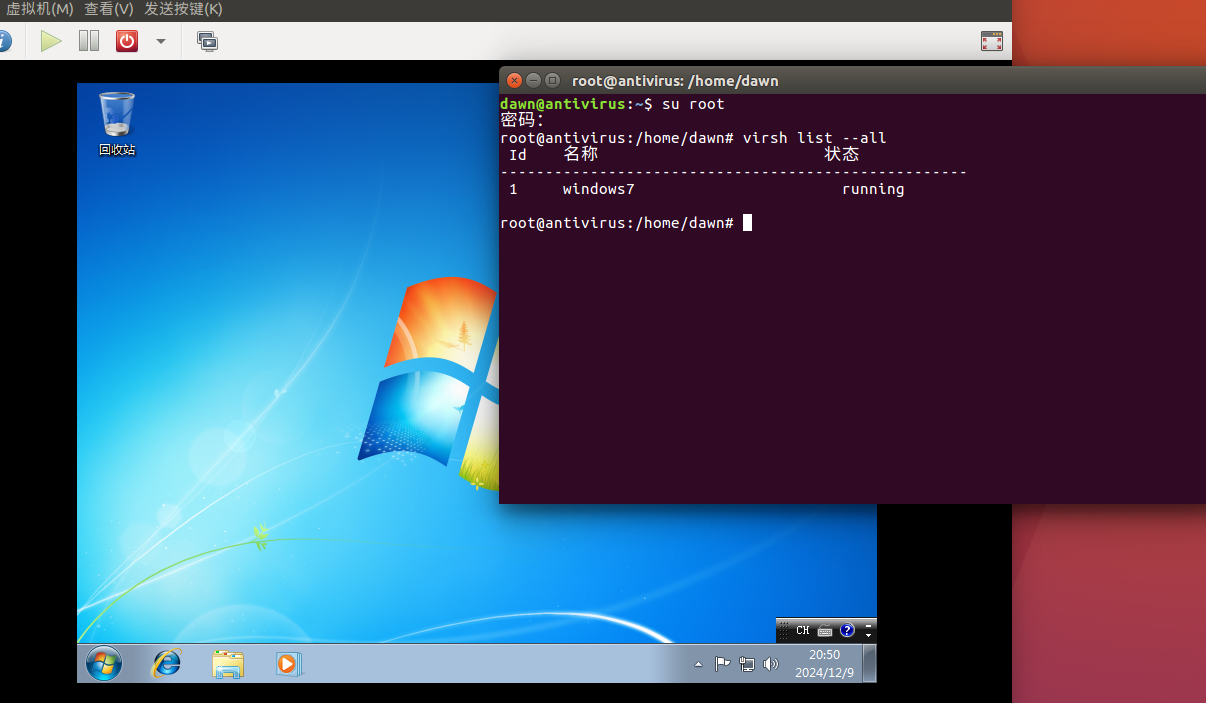 虚拟机(M) 查看(V) 发送按键(K)
root@antivirus: /home/dawn
dawn@antivirus:~$ su root
密码：
root@antivirus:/home/dawn# virsh list --all
Id 名称 状态
----------------------------------------------------
1 windows7 running
root@antivirus:/home/dawn#
回收站
CH
20:50
2024/12/9